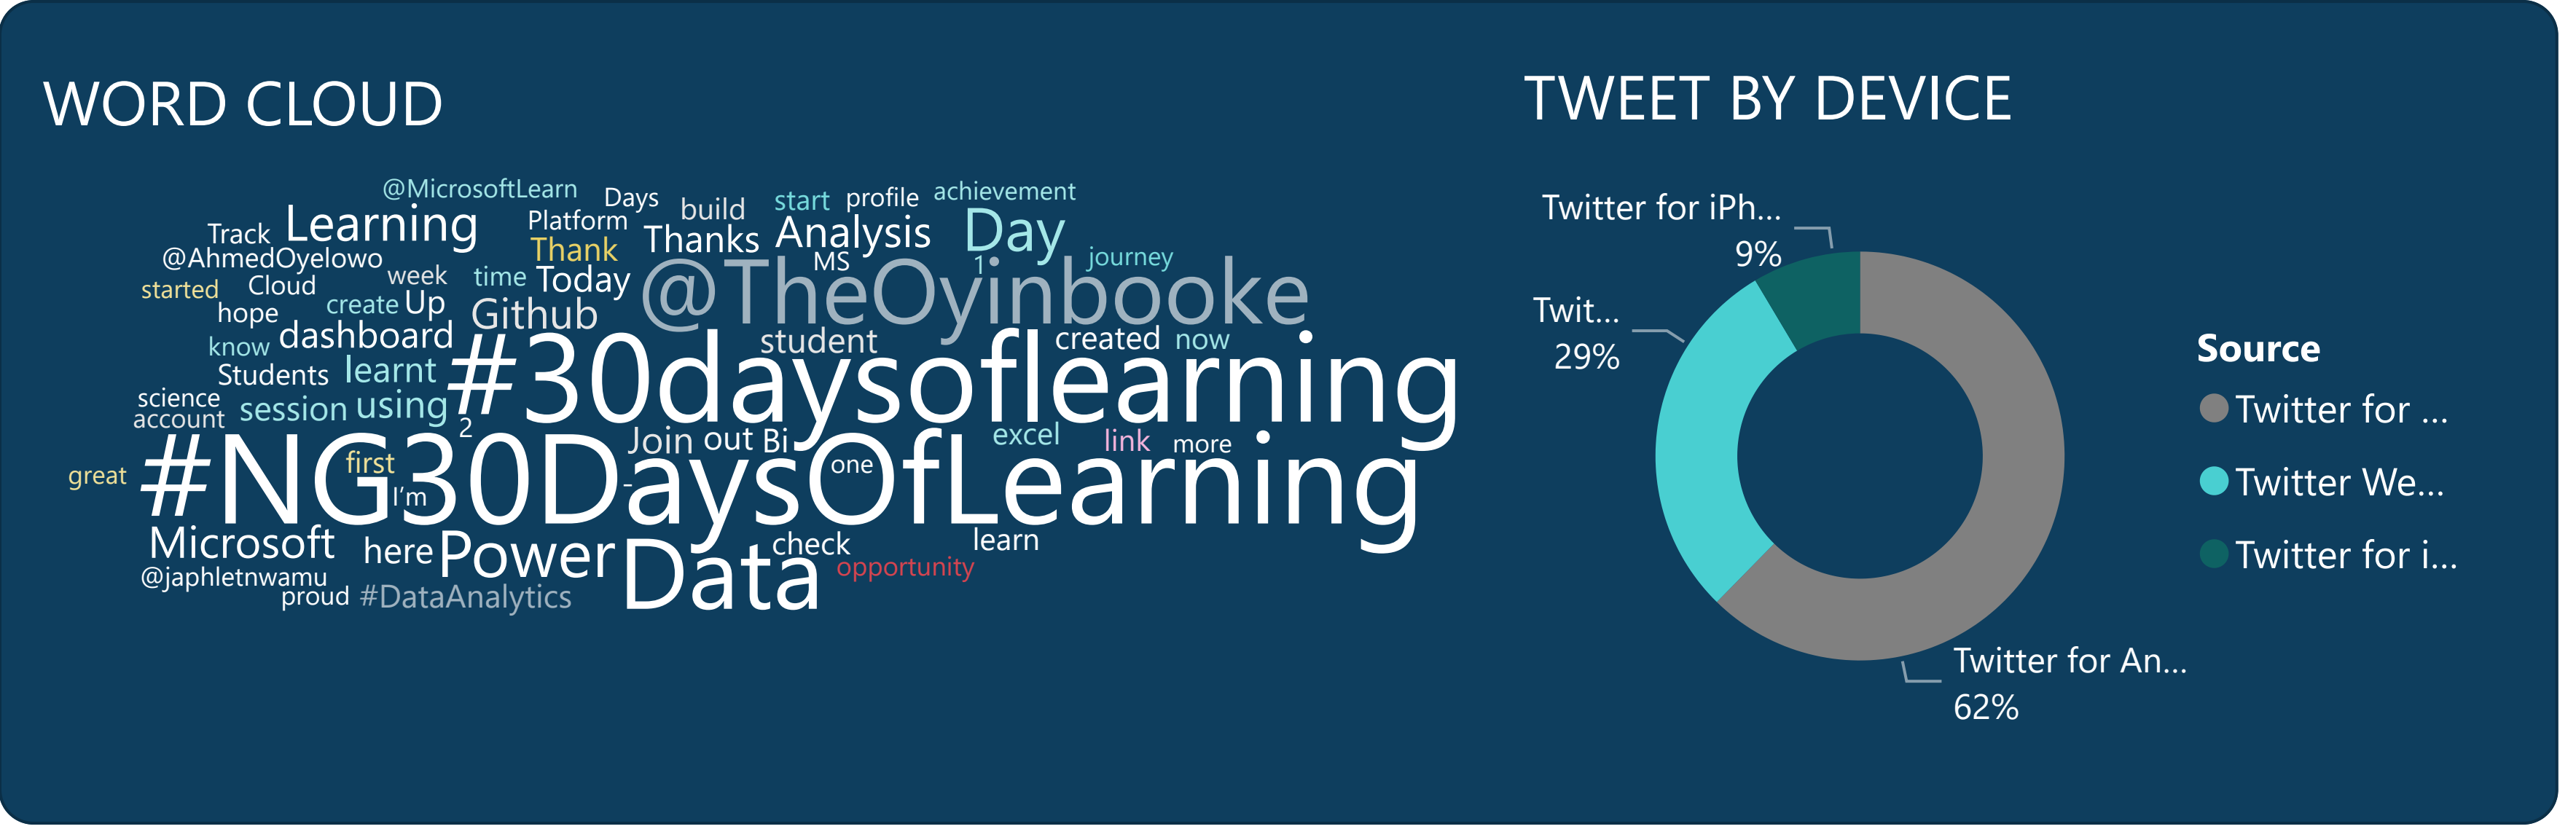 WORD CLOUD
@MicrosoftLearn Days build start profile achievement
Track Learning Platform Thank Thanks Analysis Day
@AhmedOyelowo week time Today MS 1 journey
started Cloud create Up Github @TheOyinbooke
hope dashboard student created now
know Students learnt #30daysoflearning
science account session using 2
Join out Bi excel link more
great #NG30DaysOfLearning first I'm - one
Microsoft here Power Data check learn
@japhletnwamu opportunity
proud #DataAnalytics
TWEET BY DEVICE
Twitter for iPh...
9%
Twit...
29%
Twitter for An...
62%
Source
Twitter for ...
Twitter We...
Twitter for i...